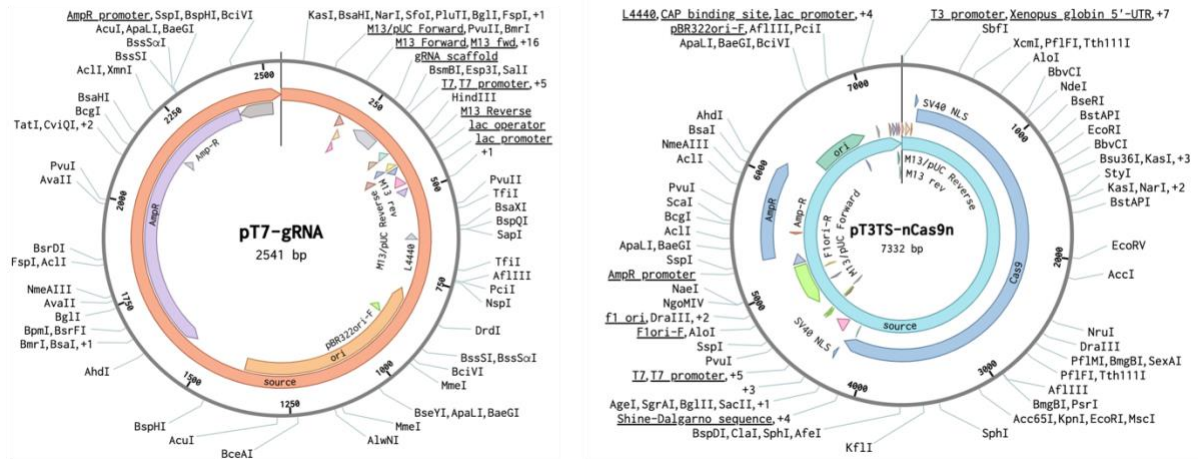 AmpR promoter, SspI, BspHI, BciVI
AcuI, ApaLI, BaeGI
BssSαI
BssSI
AclI, XmnI
BsaHI
BcgI
TatI, CviQI, +2
PvuI
AvaII
BsrDI
FspI, AclI
NmeAIII
AvaII
BglI
BpmI, BsrFI
BmrI, BsaI, +1
AhdI
BspHI
AcuI
BceAI
KasI, BsaHI, NarI, SfoI, PluTI, BglI, FspI, +1
M13/pUC Forward, PvuII, BmrI
M13 Forward, M13 fwd, +16
gRNA scaffold
BsmBI, Esp3I, SalI
T7, T7 promoter, +5
HindIII
M13 Reverse
lac operator
lac promoter
+1
PvuII
TfiI
BsaXI
BspQI
SapI
TfiI
AflIII
PciI
NspI
DrdI
BssSI, BssSαI
BciVI
MmeI
BseYI, ApaLI, BaeGI
MmeI
AlwNI
2500
250
500
750
1000
1250
1500
1750
2000
2250
Amp-R
AmpR
M13 rev
M13/pUC Reverse
L4440
pBR322ori-F
ori
source
pT7-gRNA
2541 bp
L4440, CAP binding site, lac promoter, +4
pBR322ori-F, AflIII, PciI
ApaLI, BaeGI, BciVI
AhdI
BsaI
NmeAIII
AclI
PvuI
ScaI
BcgI
AclI
ApaLI, BaeGI
SspI
AmpR promoter
NaeI
NgoMIV
f1 ori, DraIII, +2
F1ori-F, AloI
SspI
PvuI
T7, T7 promoter, +5
+3
AgeI, SgrAI, BglII, SacII, +1
Shine-Dalgarno sequence, +4
BspDI, ClaI, SphI, AfeI
KflI
T3 promoter, Xenopus globin 5'-UTR, +7
SbfI
XcmI, PflFI, Tth111I
AloI
BbvCI
NdeI
BseRI
BstAPI
EcoRI
BbvCI
Bsu36I, KasI, +3
StyI
KasI, NarI, +2
BstAPI
EcoRV
AccI
NruI
DraIII
PflMI, BmgBI, SexAI
PflFI, Tth111I
AflIII
BmgBI, PsrI
Acc65I, KpnI, EcoRI, MscI
SphI
7000
1000
2000
3000
4000
5000
6000
SV40 NLS
Cas9
SV40 NLS
ori
AmpR
Amp-R
F1ori-R
M13/pUC Forward
M13/pUC Reverse
M13 rev
source
pT3TS-nCas9n
7332 bp